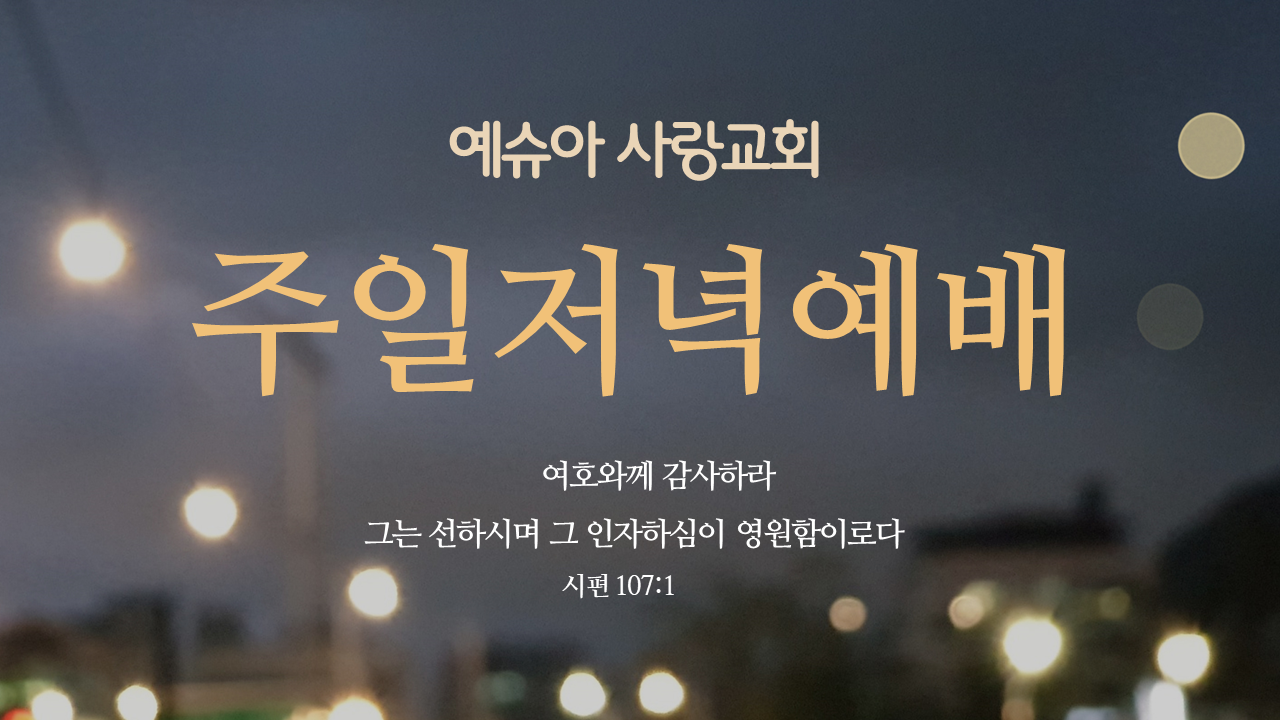 예슈아 사랑교회
주일저녁예배
여호와께 감사하라
그는 선하시며 그 인자하심이 영원함이로다
시편 107:1